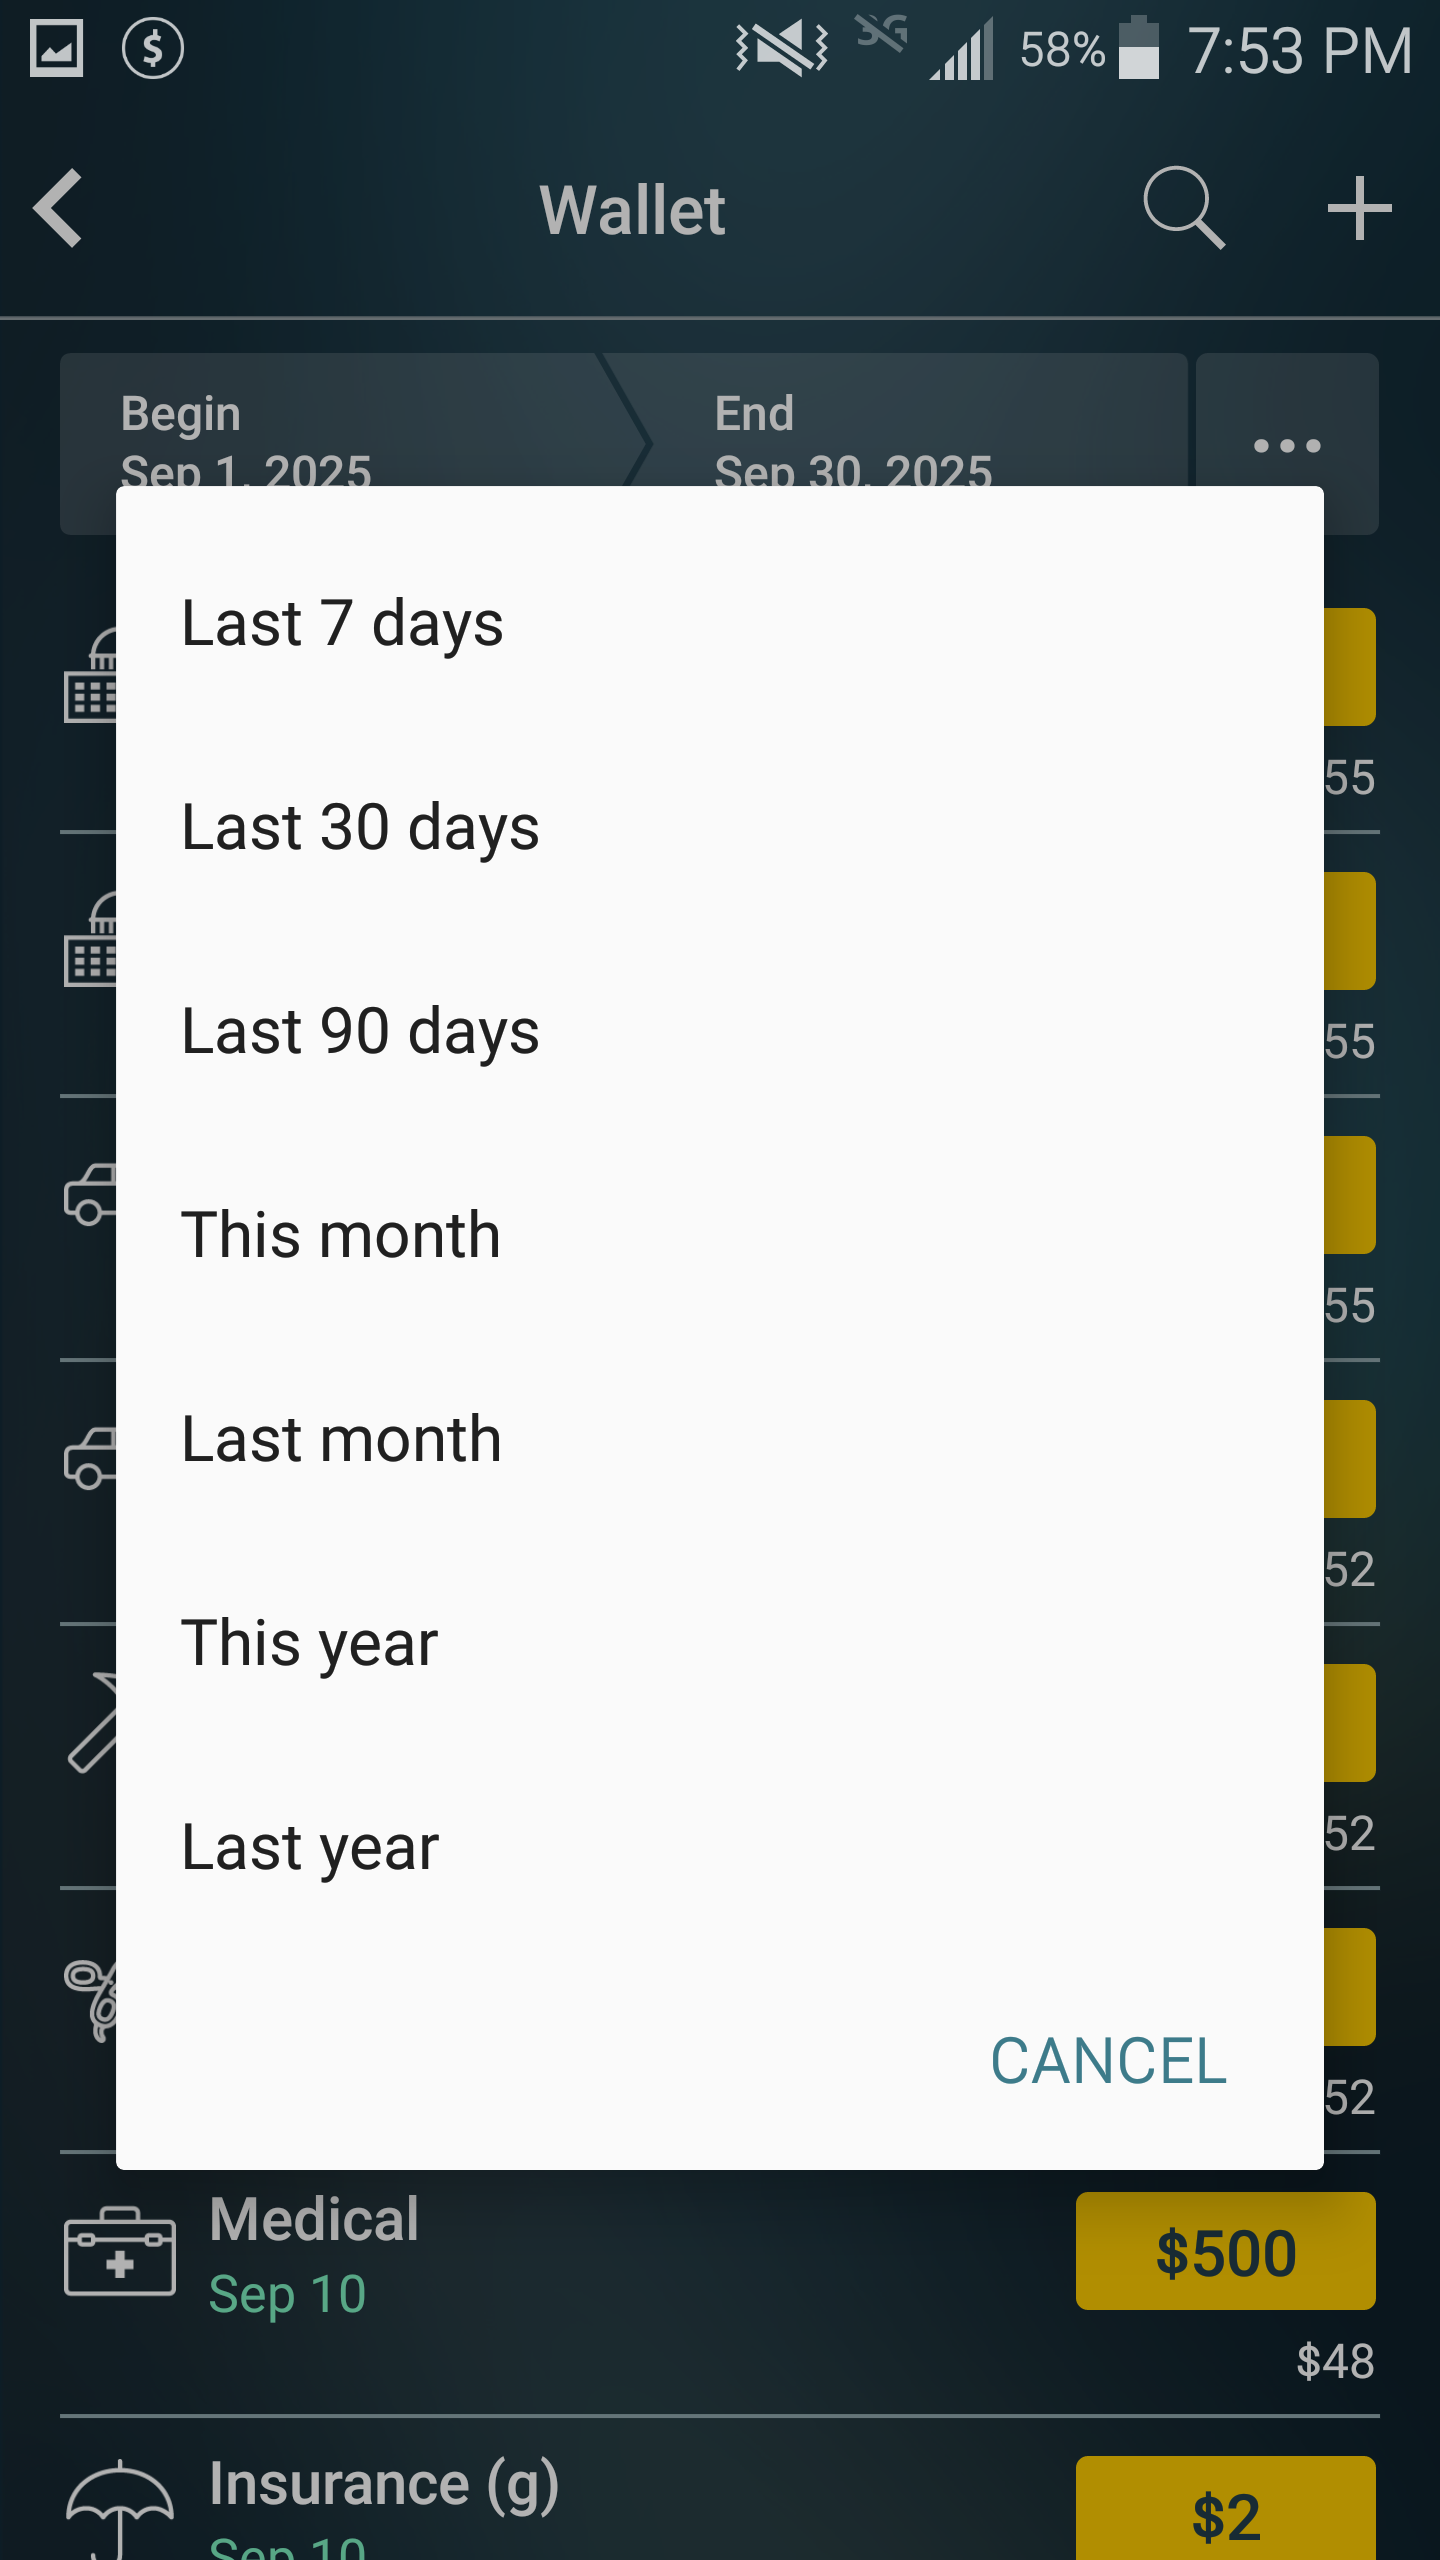 58% 7:53 PM
Wallet
Begin
Sep 1, 2025
End
Sep 30, 2025
Last 7 days
Last 30 days
Last 90 days
This month
Last month
This year
Last year
CANCEL
55
55
55
52
52
52
Medical
Sep 10
$500
$48
Insurance (g)
Sep 10
$2